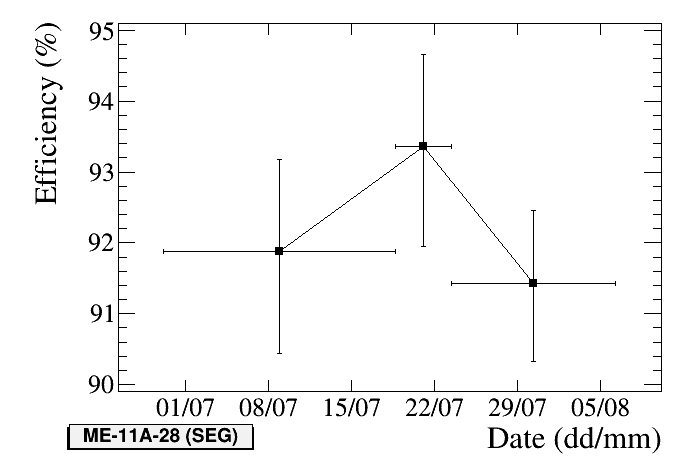 Efficiency (%)
95
94
93
92
91
90
01/07 08/07 15/07 22/07 29/07 05/08
ME-11A-28 (SEG)
Date (dd/mm)